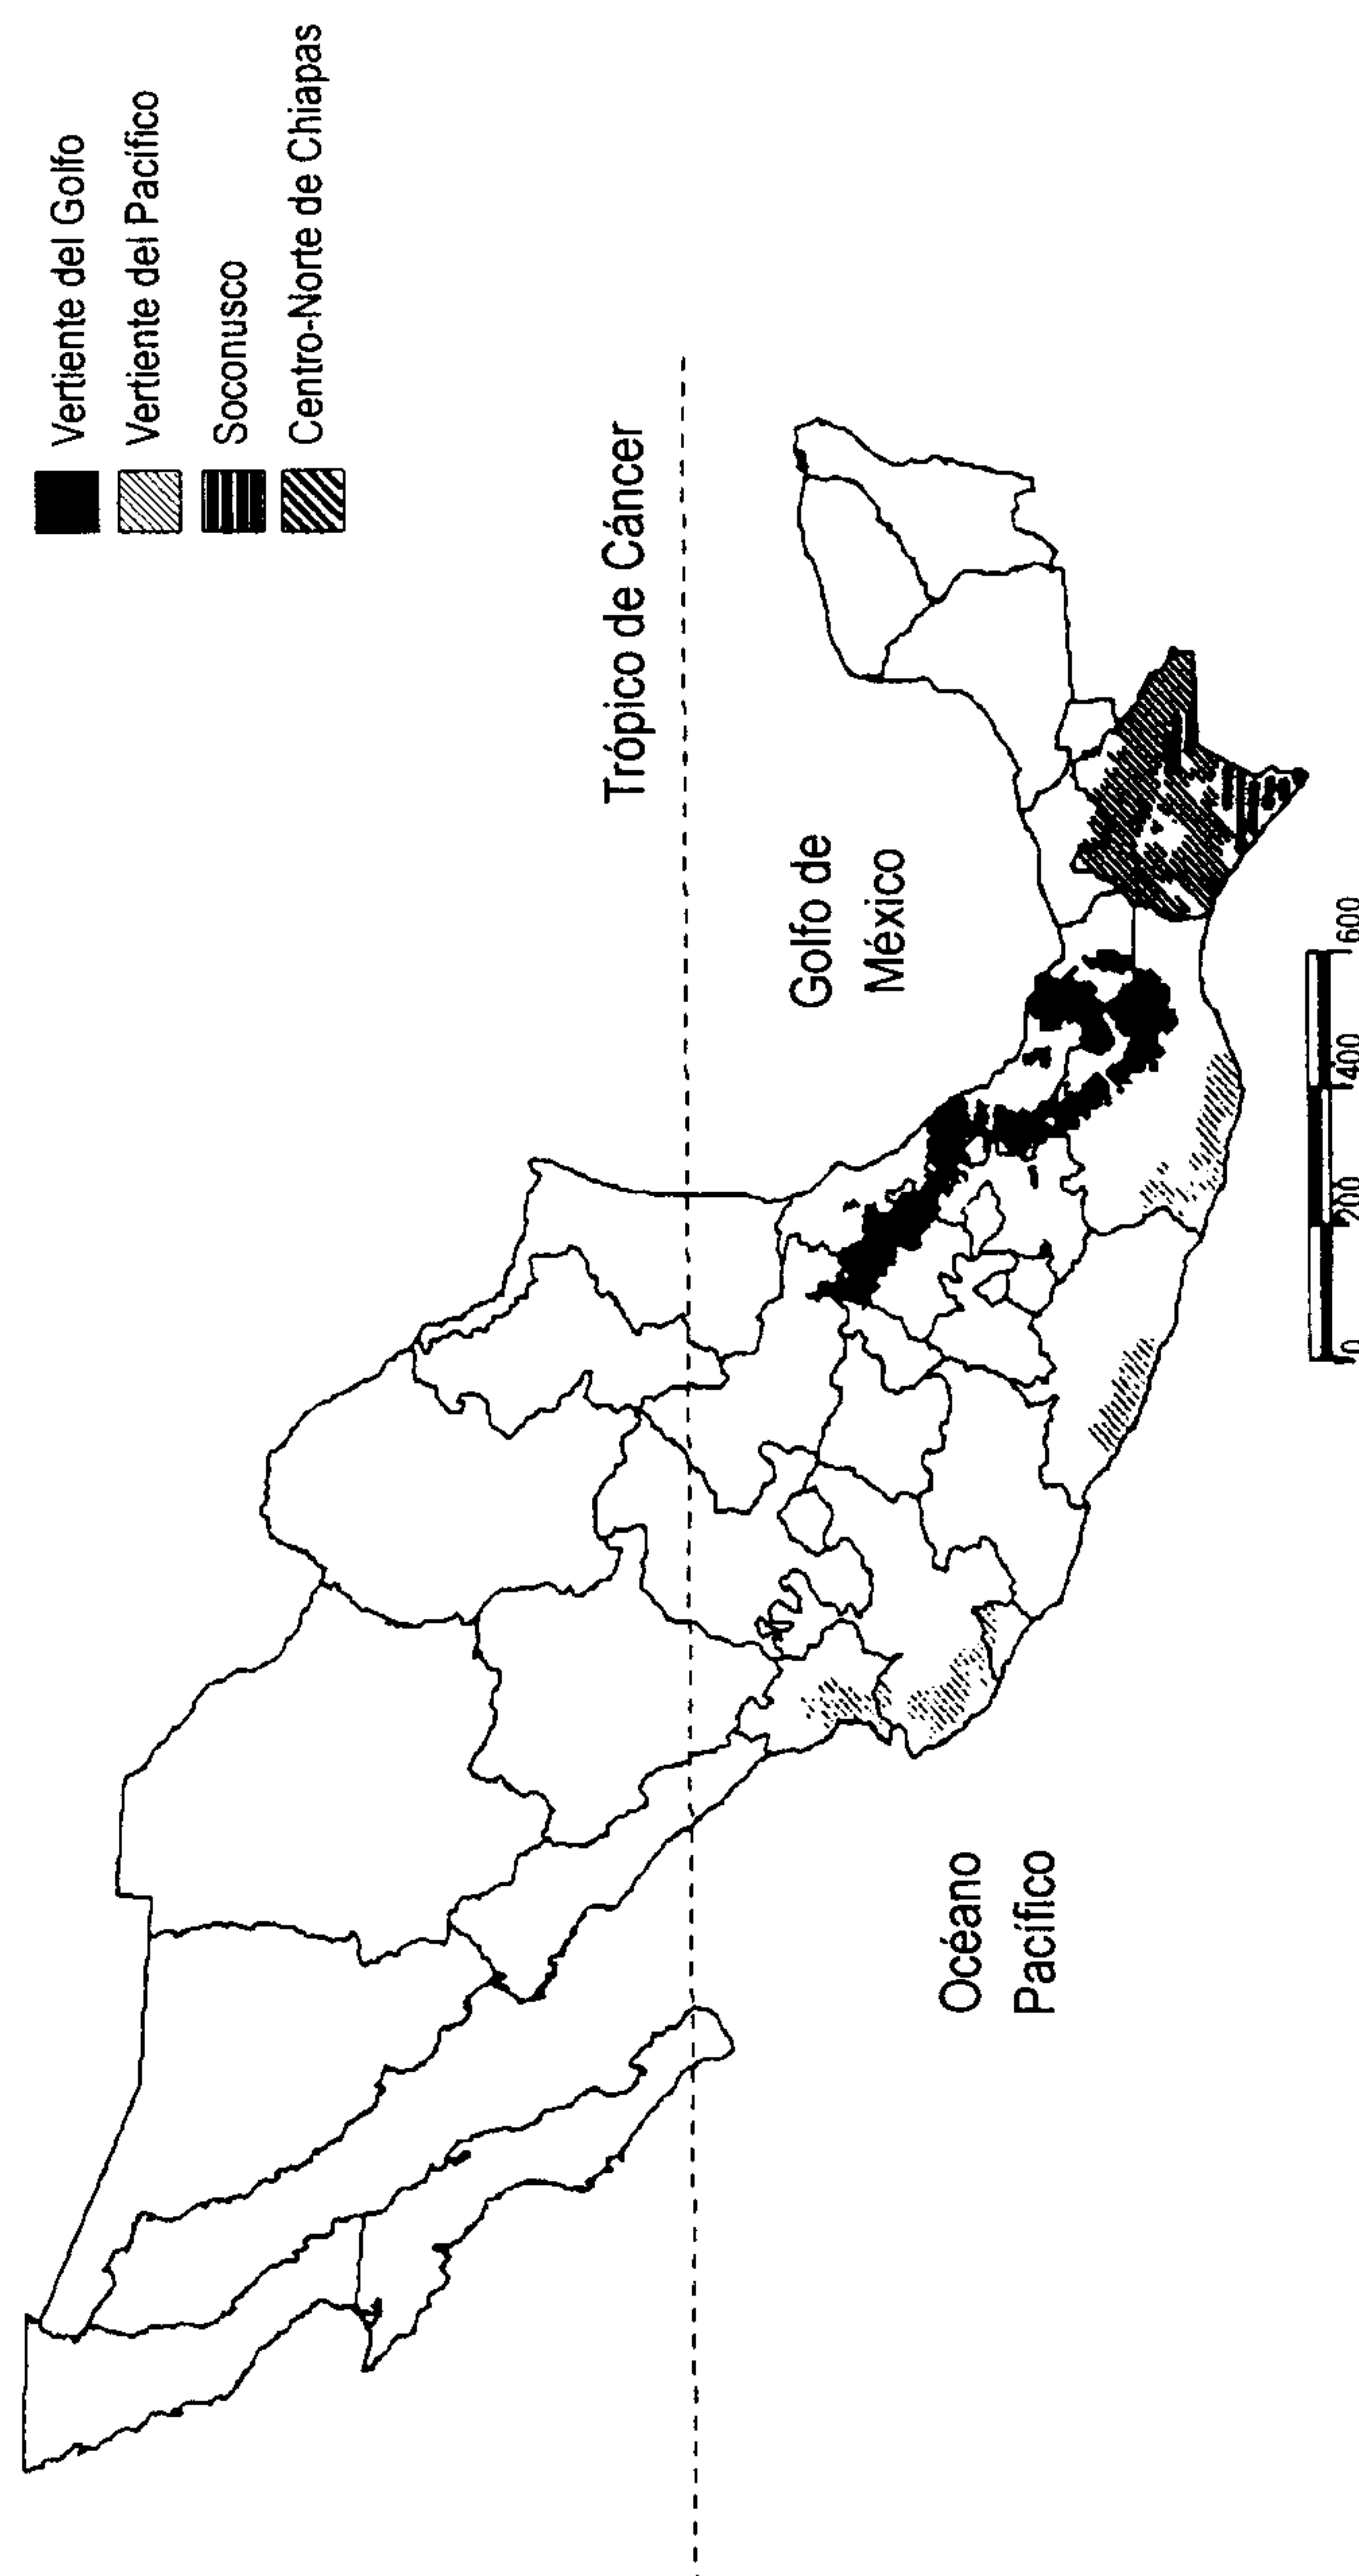 Vertiente del Golfo
Vertiente del Pacífico
Soconusco
Centro-Norte de Chiapas
Trópico de Cáncer
Golfo de
México
Océano
Pacífico
0 200 400 600